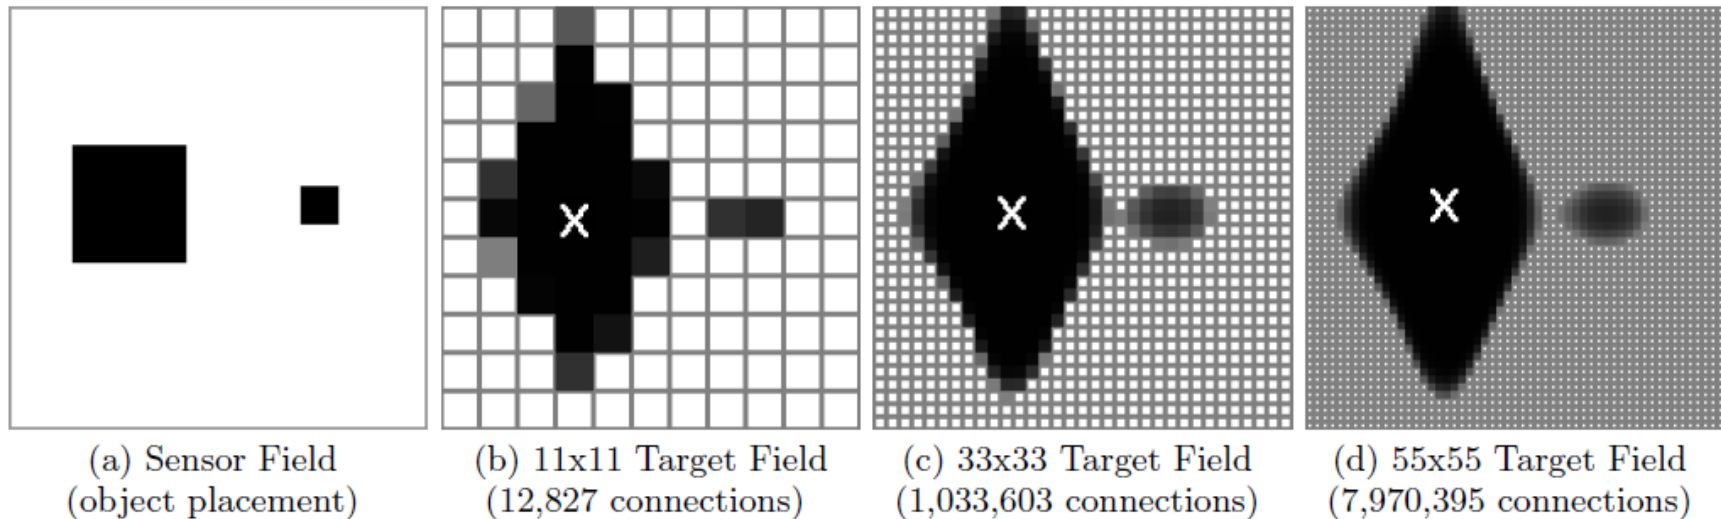 X
X
X
(a) Sensor Field
(object placement)
(b) 11x11 Target Field
(12,827 connections)
(c) 33x33 Target Field
(1,033,603 connections)
(d) 55x55 Target Field
(7,970,395 connections)